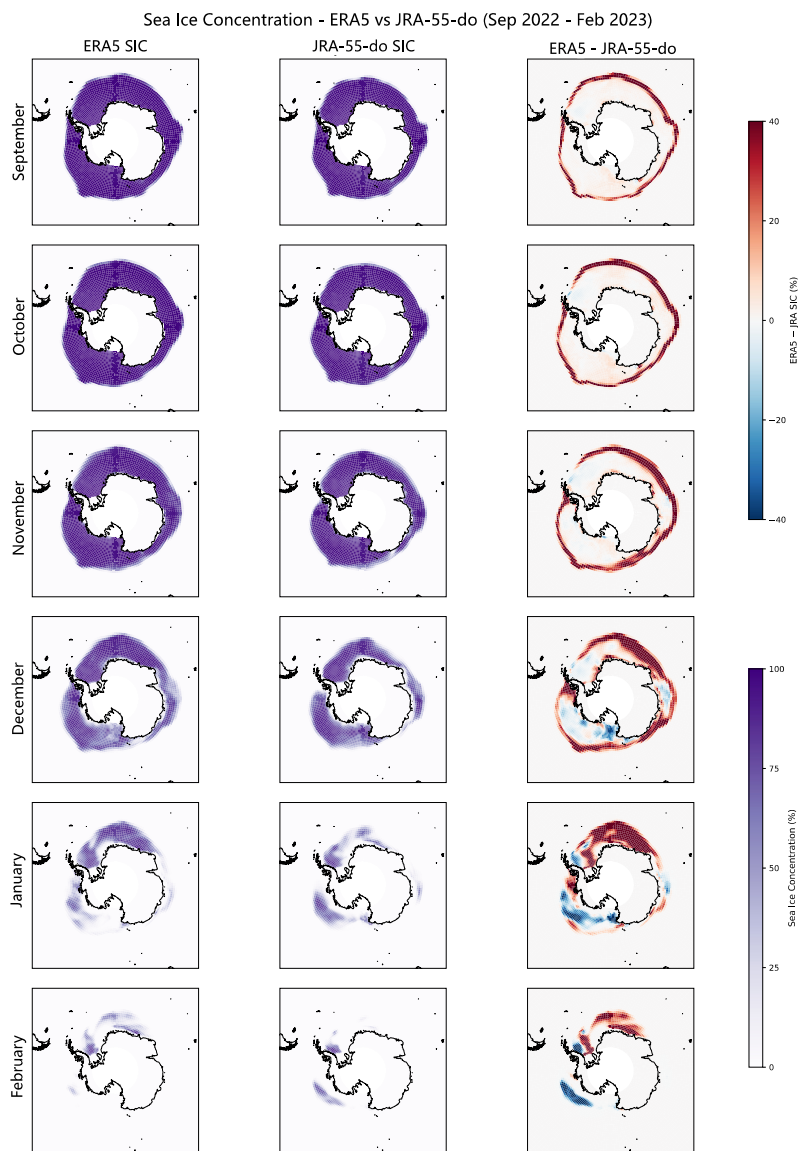 Sea Ice Concentration - ERA5 vs JRA-55-do (Sep 2022 - Feb 2023)
ERA5 SIC
JRA-55-do SIC
ERA5 - JRA-55-do
September
October
November
December
January
February
40
20
0
−20
−40
ERA5 − JRA SIC (%)
100
75
50
25
0
Sea Ice Concentration (%)